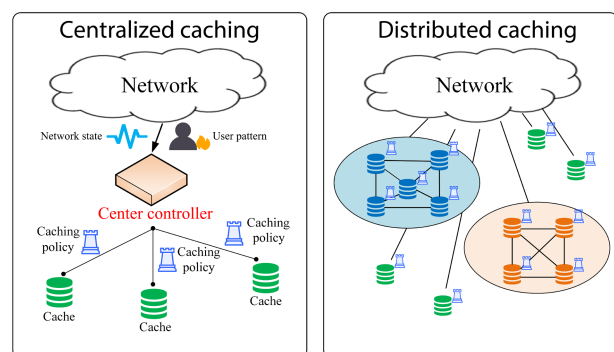 Centralized caching
Network
Network state
User pattern
Center controller
Caching
policy
Caching
policy
Caching
policy
Cache
Cache
Cache
Distributed caching
Network